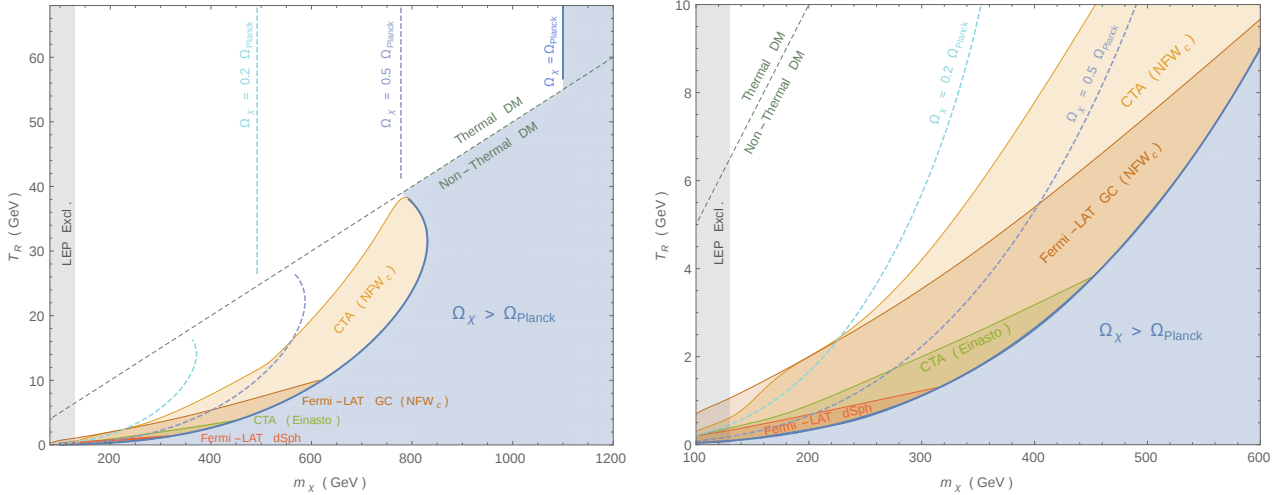 60
50
40
30
20
10
0
T_R (GeV)
LEP Excl.
Ω_χ = 0.2 Ω_Planck
Ω_χ = 0.5 Ω_Planck
Ω_χ = Ω_Planck
Thermal DM
Non-Thermal DM
CTA (NFW_c)
Ω_χ > Ω_Planck
Fermi-LAT GC (NFW_c)
CTA (Einasto)
Fermi-LAT dSph
200 400 600 800 1000 1200
m_χ (GeV)
10
8
6
4
2
0
T_R (GeV)
LEP Excl.
Thermal DM
Non-Thermal DM
Ω_χ = 0.2 Ω_Planck
Ω_χ = 0.5 Ω_Planck
CTA (NFW_c)
Fermi-LAT GC (NFW_c)
CTA (Einasto)
Fermi-LAT dSph
Ω_χ > Ω_Planck
100 200 300 400 500 600
m_χ (GeV)